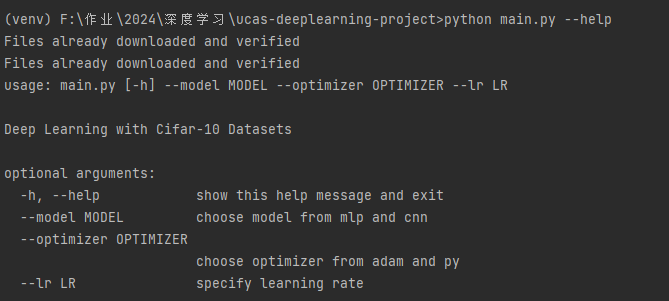 (venv) F:\作业\2024\深度学习\ucas-deeplearning-project>python main.py --help
Files already downloaded and verified
Files already downloaded and verified
usage: main.py [-h] --model MODEL --optimizer OPTIMIZER --lr LR
Deep Learning with Cifar-10 Datasets
optional arguments:
-h, --help show this help message and exit
--model MODEL choose model from mlp and cnn
--optimizer OPTIMIZER
choose optimizer from adam and py
--lr LR specify learning rate